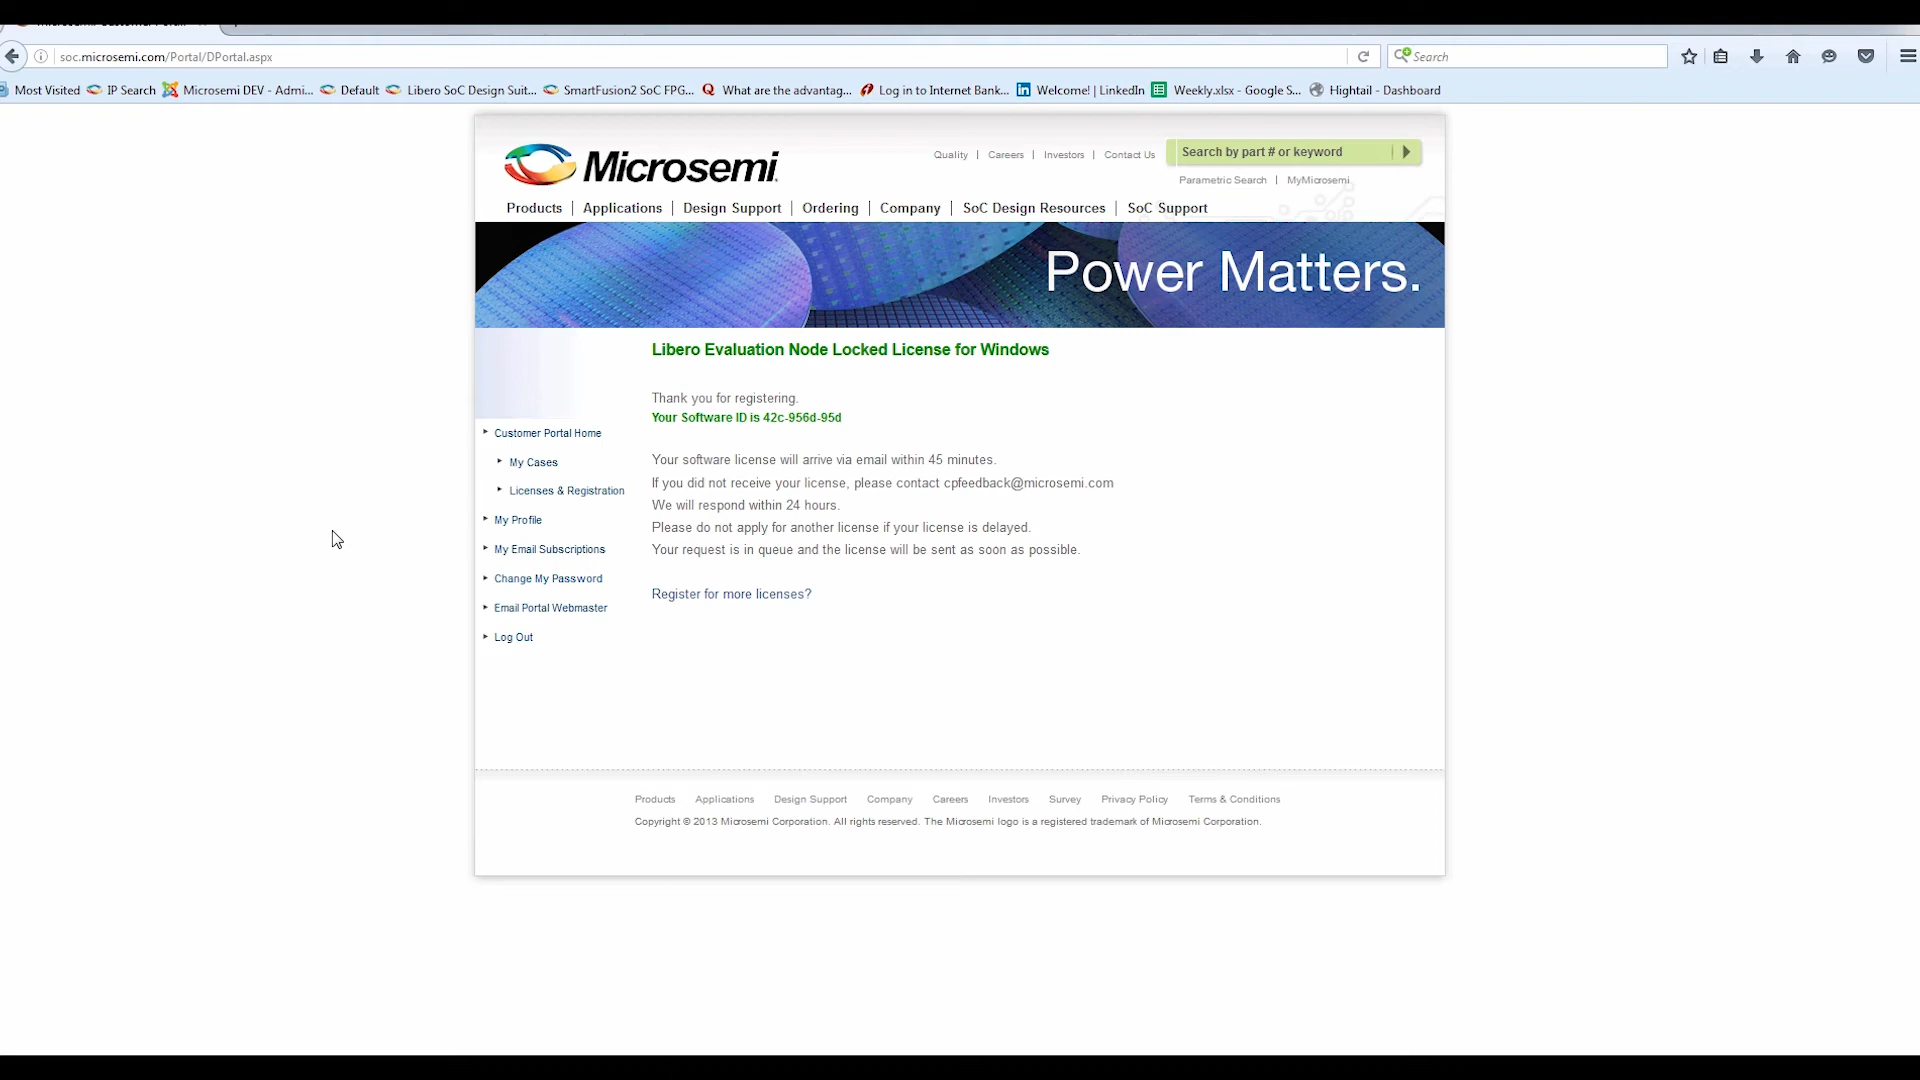 soc.microsemi.com/Portal/DPortal.aspx
Search
Most Visited
IP Search
Microsemi DEV - Admi...
Default
Libero SoC Design Suit...
SmartFusion2 SoC FPG...
What are the advantag...
Log in to Internet Bank...
Welcome! | LinkedIn
Weekly.xlsx - Google S...
Hightail - Dashboard
Microsemi
Quality | Careers | Investors | Contact Us
Search by part # or keyword
Parametric Search | MyMicrosemi
Products | Applications | Design Support | Ordering | Company | SoC Design Resources | SoC Support
Power Matters.
Customer Portal Home
My Cases
Licenses & Registration
My Profile
My Email Subscriptions
Change My Password
Email Portal Webmaster
Log Out
Libero Evaluation Node Locked License for Windows
Thank you for registering.
Your Software ID is 42c-956d-95d
Your software license will arrive via email within 45 minutes.
If you did not receive your license, please contact cpfeedback@microsemi.com
We will respond within 24 hours.
Please do not apply for another license if your license is delayed.
Your request is in queue and the license will be sent as soon as possible.
Register for more licenses?
Products Applications Design Support Company Careers Investors Survey Privacy Policy Terms & Conditions
Copyright © 2013 Microsemi Corporation. All rights reserved. The Microsemi logo is a registered trademark of Microsemi Corporation.